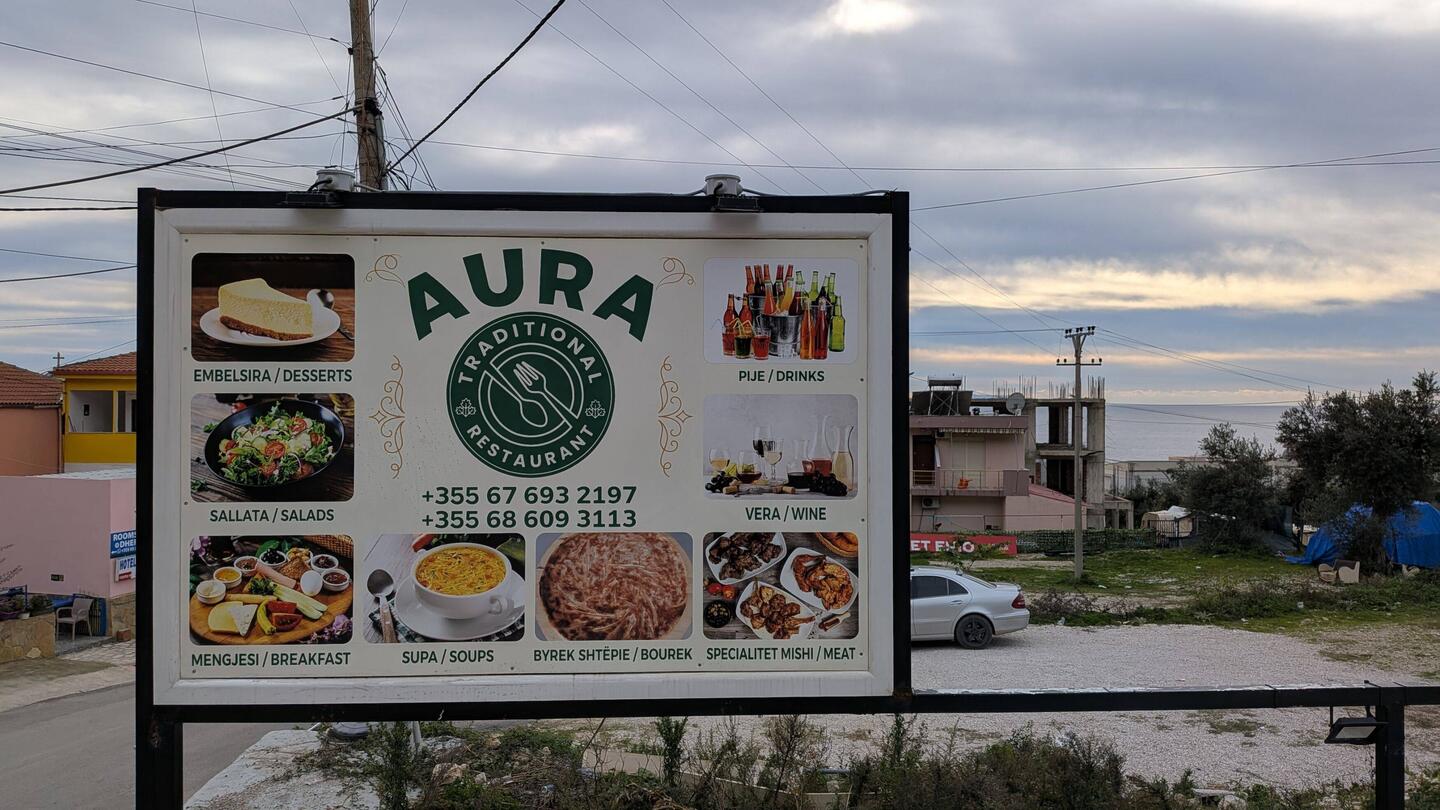 AURA
TRADITIONAL
RESTAURANT
+355 67 693 2197
+355 68 609 3113
EMBELSIRA / DESSERTS
PIJE / DRINKS
SALLATA / SALADS
VERA / WINE
MENGJESI / BREAKFAST
SUPA / SOUPS
BYREK SHTËPIE / BOUREK
SPECIALITET MISHI / MEAT
ROOMS
HOTEL